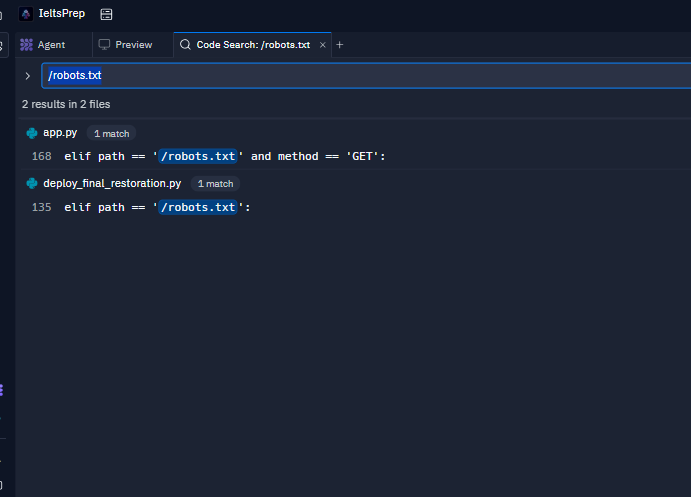 IeltsPrep
Agent Preview Code Search: /robots.txt × +
/robots.txt
2 results in 2 files
app.py 1 match
168 elif path == '/robots.txt' and method == 'GET':
deploy_final_restoration.py 1 match
135 elif path == '/robots.txt':